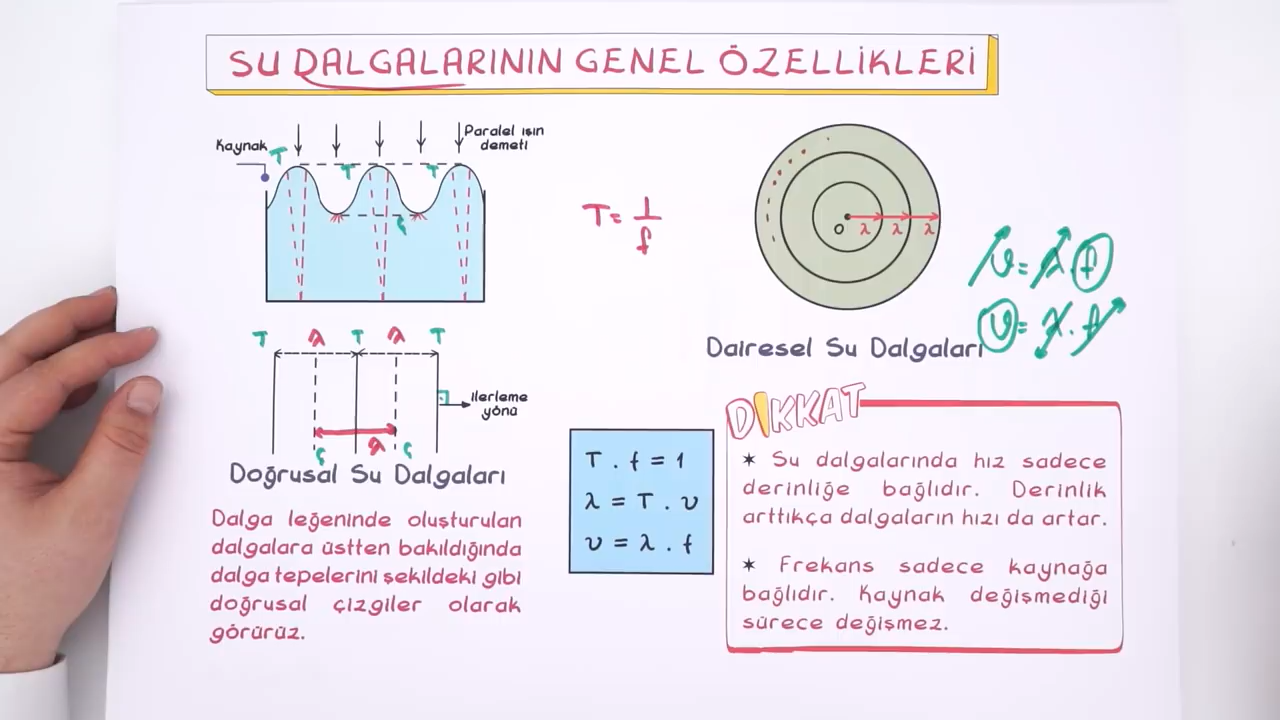 SU DALGALARININ GENEL ÖZELLİKLERİ
Kaynak
T
T
T
Ç
Paralel ışın
demeti
T λ T λ T
ilerleme
yönü
Ç λ Ç
Doğrusal Su Dalgaları
Dalga leğeninde oluşturulan
dalgalara üstten bakıldığında
dalga tepelerini şekildeki gibi
doğrusal çizgiler olarak
görürüz.
T = 1/f
T . f = 1
λ = T . υ
υ = λ . f
O λ λ λ
Dairesel Su Dalgaları
υ = λ . f
υ = λ . f
DİKKAT
✶ Su dalgalarında hız sadece
derinliğe bağlıdır. Derinlik
arttıkça dalgaların hızı da artar.
✶ Frekans sadece kaynağa
bağlıdır. Kaynak değişmediği
sürece değişmez.